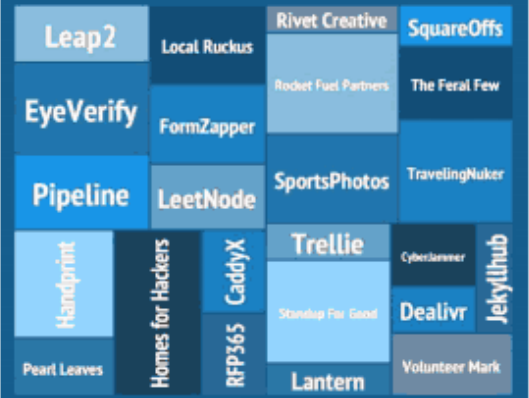 Leap2
Local Ruckus
Rivet Creative
SquareOffs
Rocket Fuel Partners
The Feral Few
EyeVerify
FormZapper
SportsPhotos
TravelingNuker
Pipeline
LeetNode
Handprint
Homes for Hackers
CaddyX
Trellie
CyberJammer
Jekyllhub
Standup For Good
Dealivr
Pearl Leaves
RFP365
Lantern
Volunteer Mark